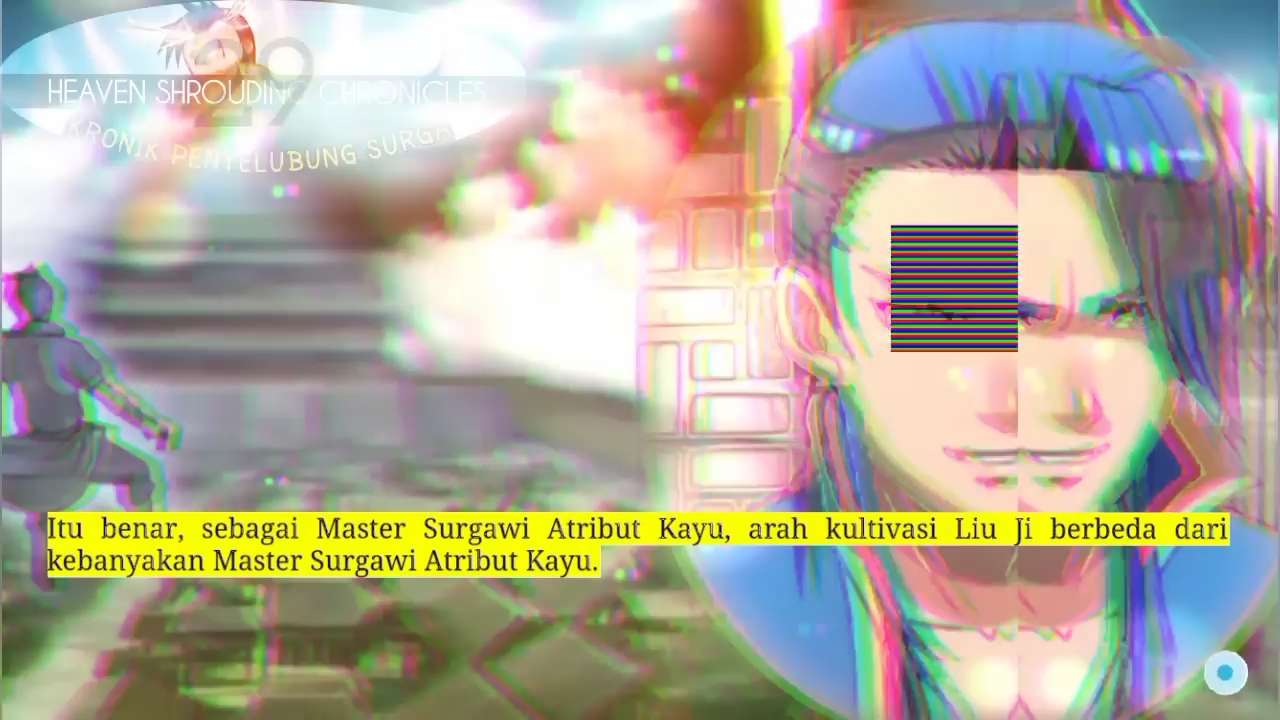 29
HEAVEN SHROUDING CHRONICLES
KRONIK PENYELUBUNG SURGA
Itu benar, sebagai Master Surgawi Atribut Kayu, arah kultivasi Liu Ji berbeda dari
kebanyakan Master Surgawi Atribut Kayu.